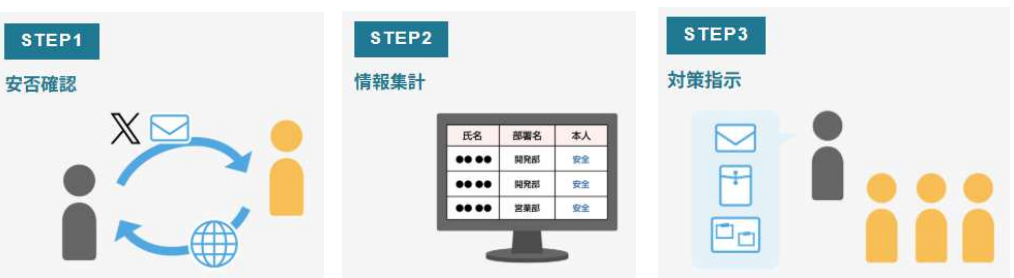 STEP1
安否確認
X
STEP2
情報集計
氏名 部署名 本人
●● ●● 開発部 安全
●● ●● 開発部 安全
●● ●● 営業部 安全
STEP3
対策指示